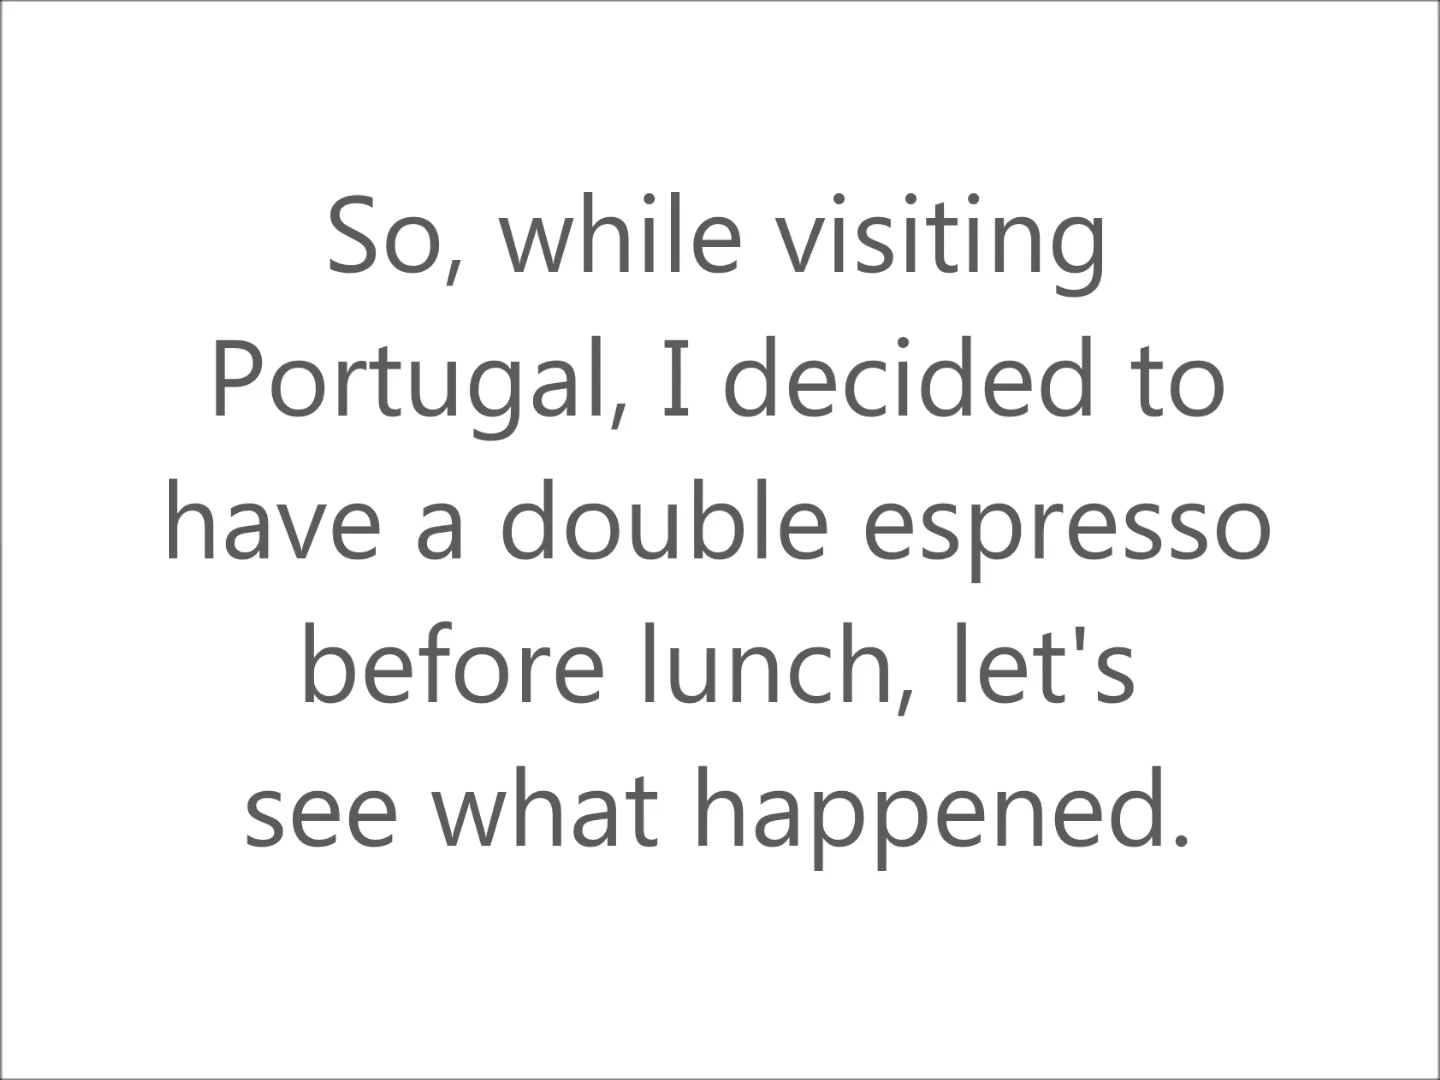 So, while visiting
Portugal, I decided to
have a double espresso
before lunch, let's
see what happened.